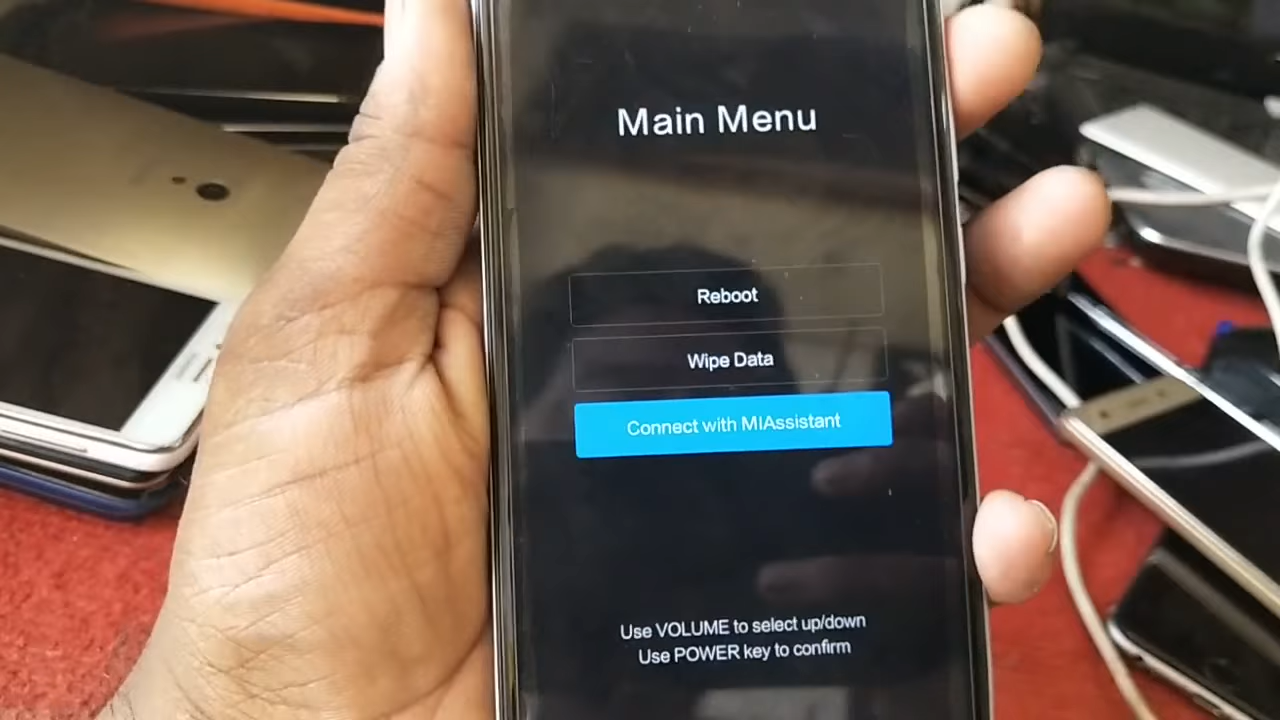 Main Menu
Reboot
Wipe Data
Connect with MIAssistant
Use VOLUME to select up/down
Use POWER key to confirm